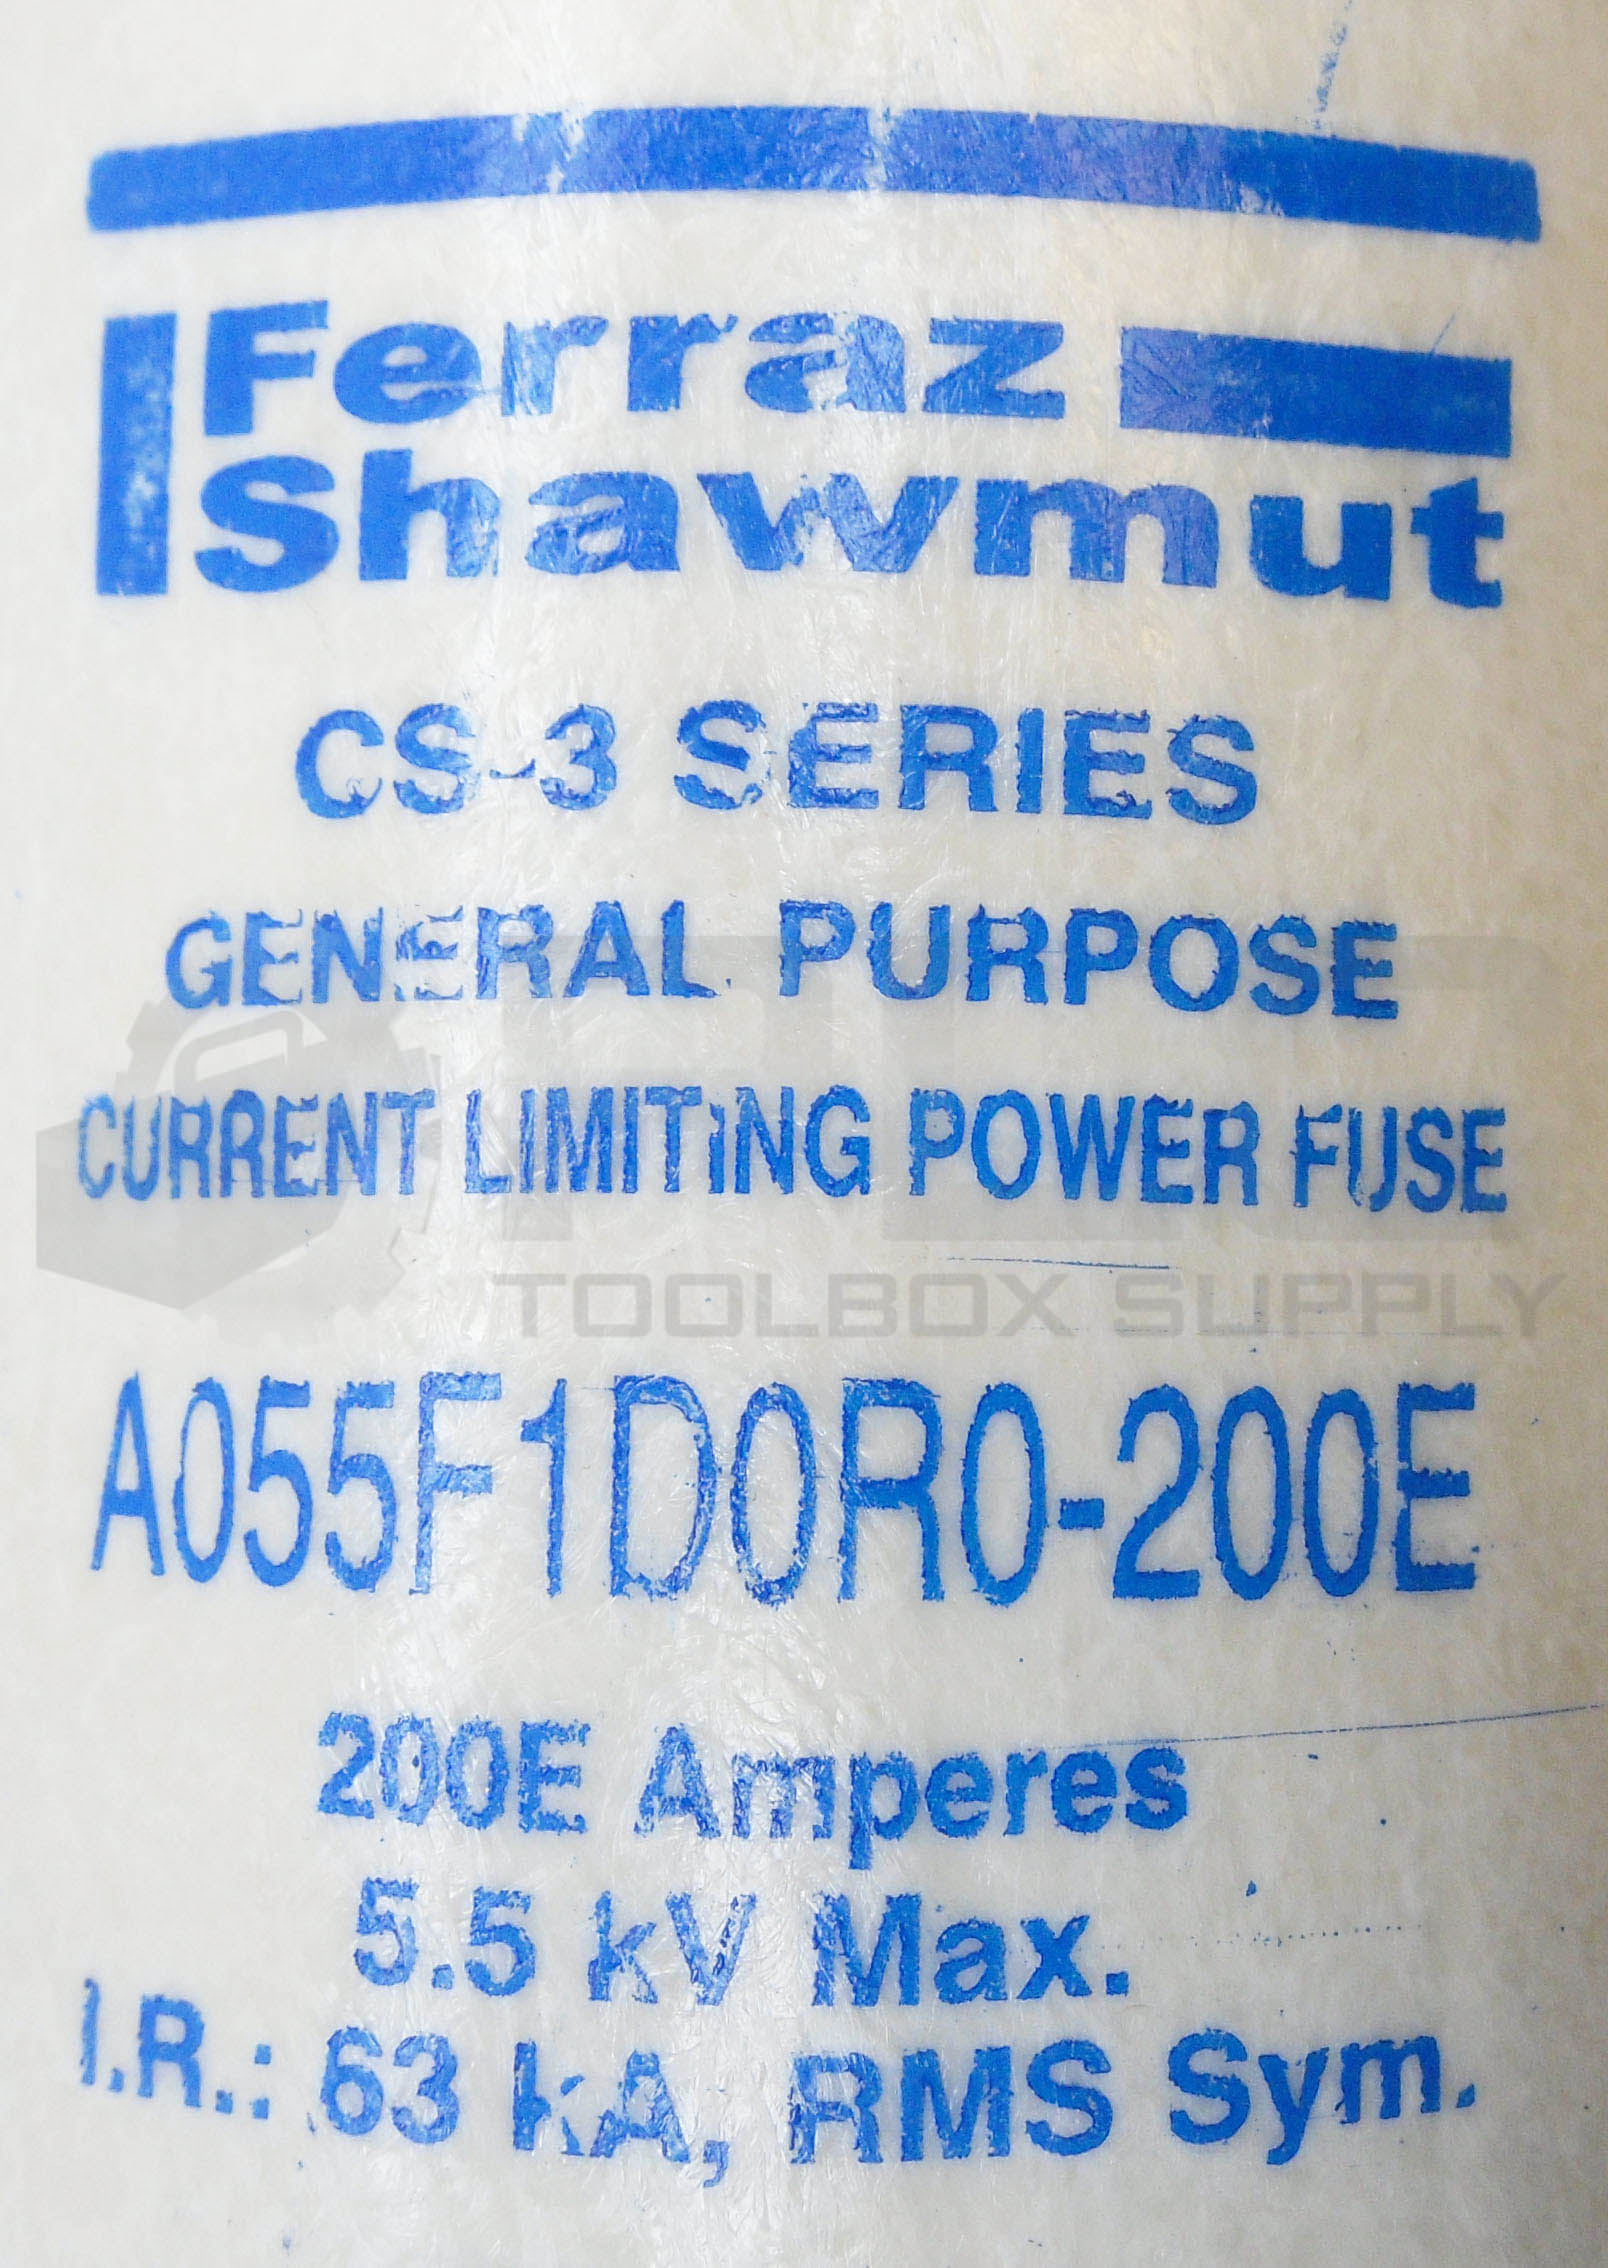 Ferraz
Shawmut
CS-3 SERIES
GENERAL PURPOSE
CURRENT LIMITING POWER FUSE
TOOLBOX SUPPLY
A055F1D0R0-200E
200E Amperes
5.5 kV Max.
I.R.: 63 kA, RMS Sym.